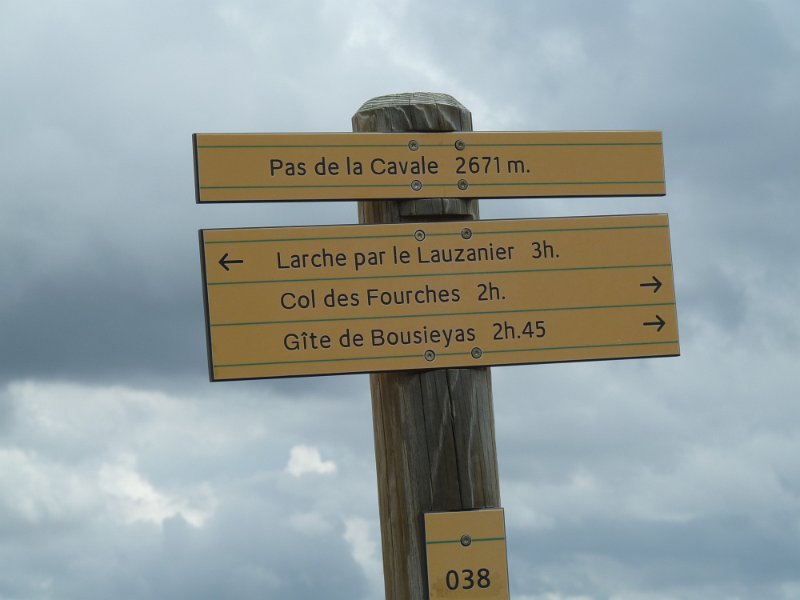 Pas de la Cavale 2671 m.
← Larche par le Lauzanier 3h.
Col des Fourches 2h. →
Gîte de Bousieyas 2h.45 →
038